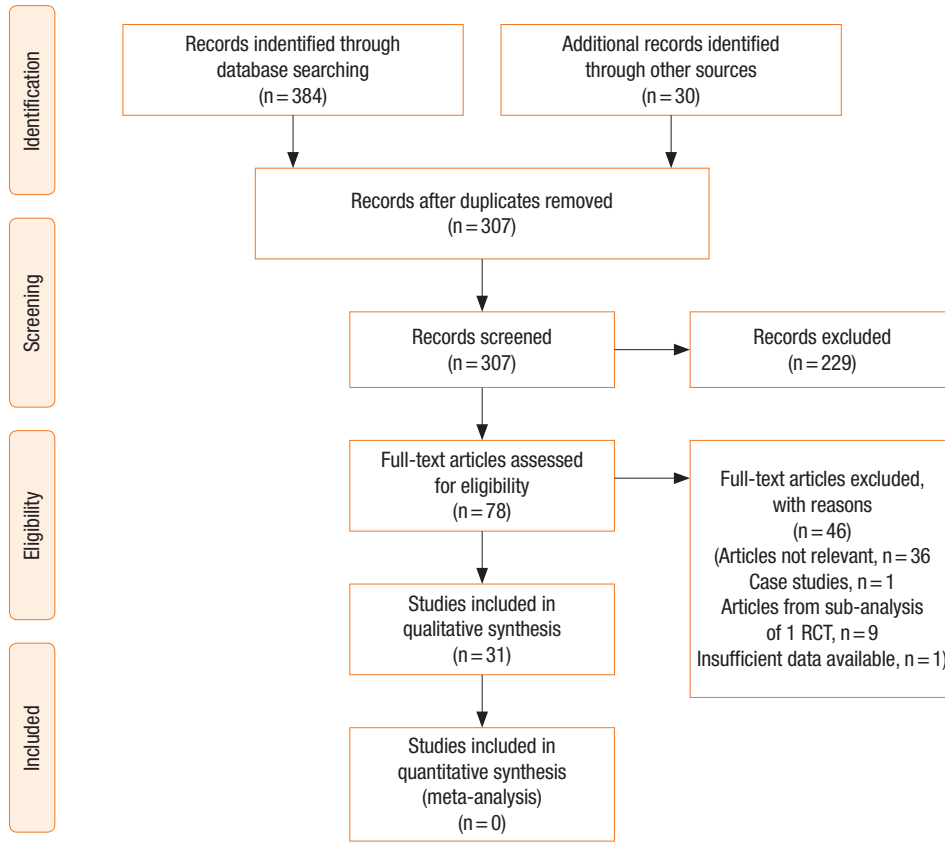 Identification
Records indentified through
database searching
(n = 384)
Additional records identified
through other sources
(n = 30)
Records after duplicates removed
(n = 307)
Screening
Records screened
(n = 307)
Records excluded
(n = 229)
Eligibility
Full-text articles assessed
for eligibility
(n = 78)
Full-text articles excluded,
with reasons
(n = 46)
(Articles not relevant, n = 36
Case studies, n = 1
Articles from sub-analysis
of 1 RCT, n = 9
Insufficient data available, n = 1)
Studies included in
qualitative synthesis
(n = 31)
Included
Studies included in
quantitative synthesis
(meta-analysis)
(n = 0)